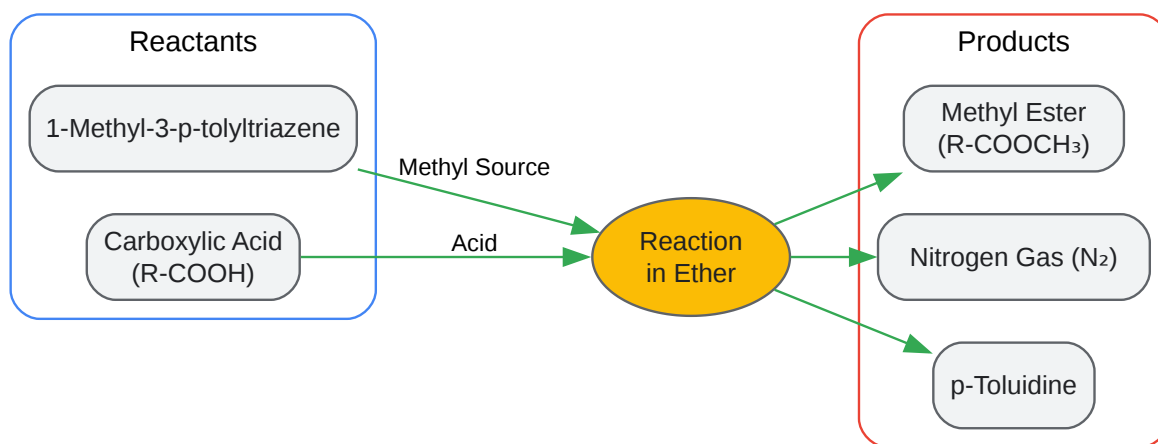 Reactants
1-Methyl-3-p-tolyltriazene
Carboxylic Acid
(R-COOH)
Methyl Source
Acid
Reaction
in Ether
Products
Methyl Ester
(R-COOCH₃)
Nitrogen Gas (N₂)
p-Toluidine